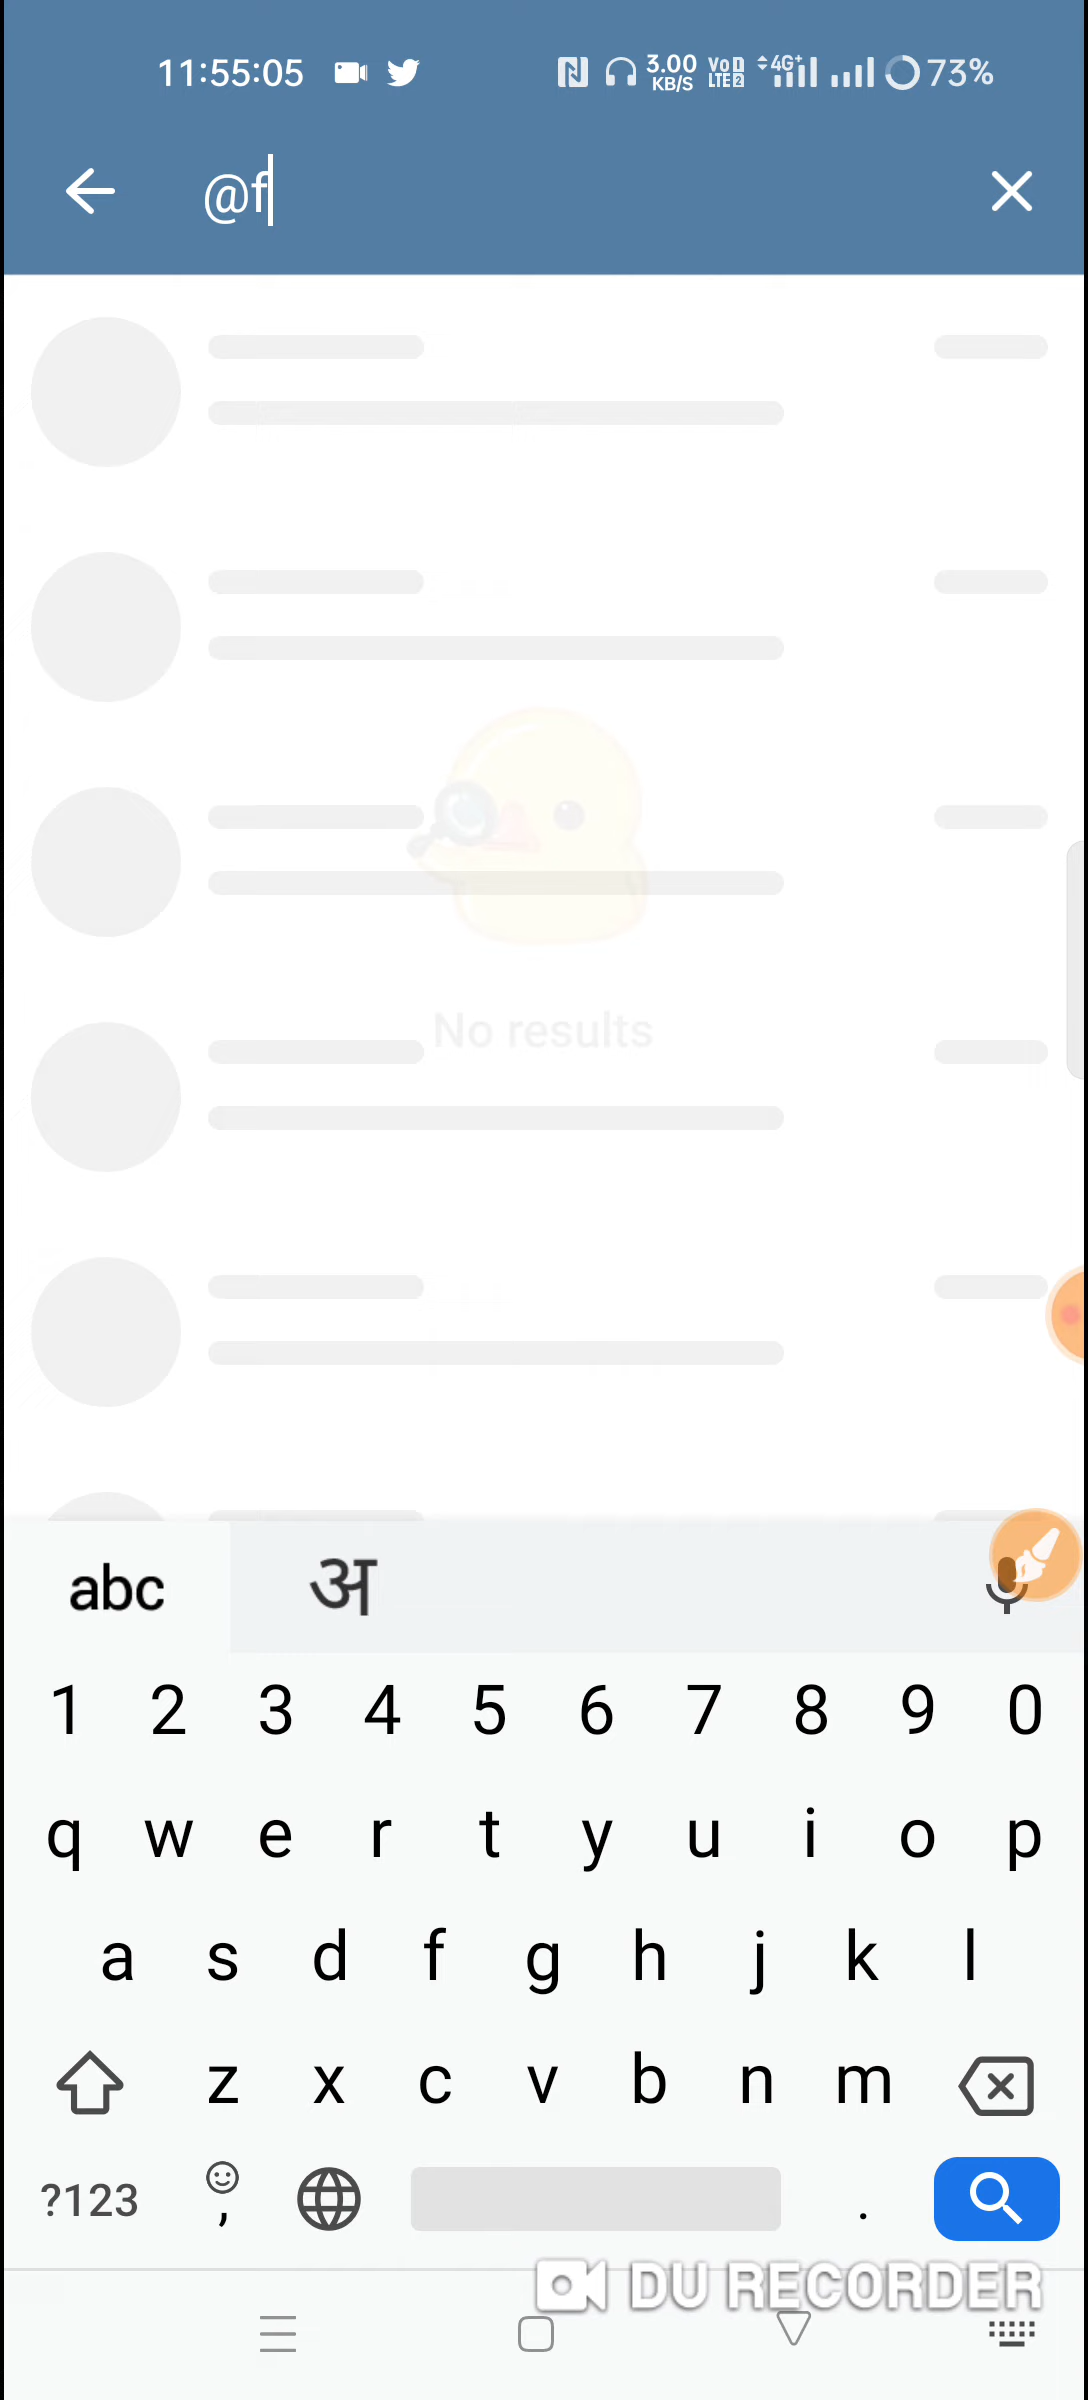 11:55:05 3.00 KB/S VoD LTE2 4G+ 73%
@f
No results
abc अ
1 2 3 4 5 6 7 8 9 0
q w e r t y u i o p
a s d f g h j k l
z x c v b n m
?123 , .
DU RECORDER